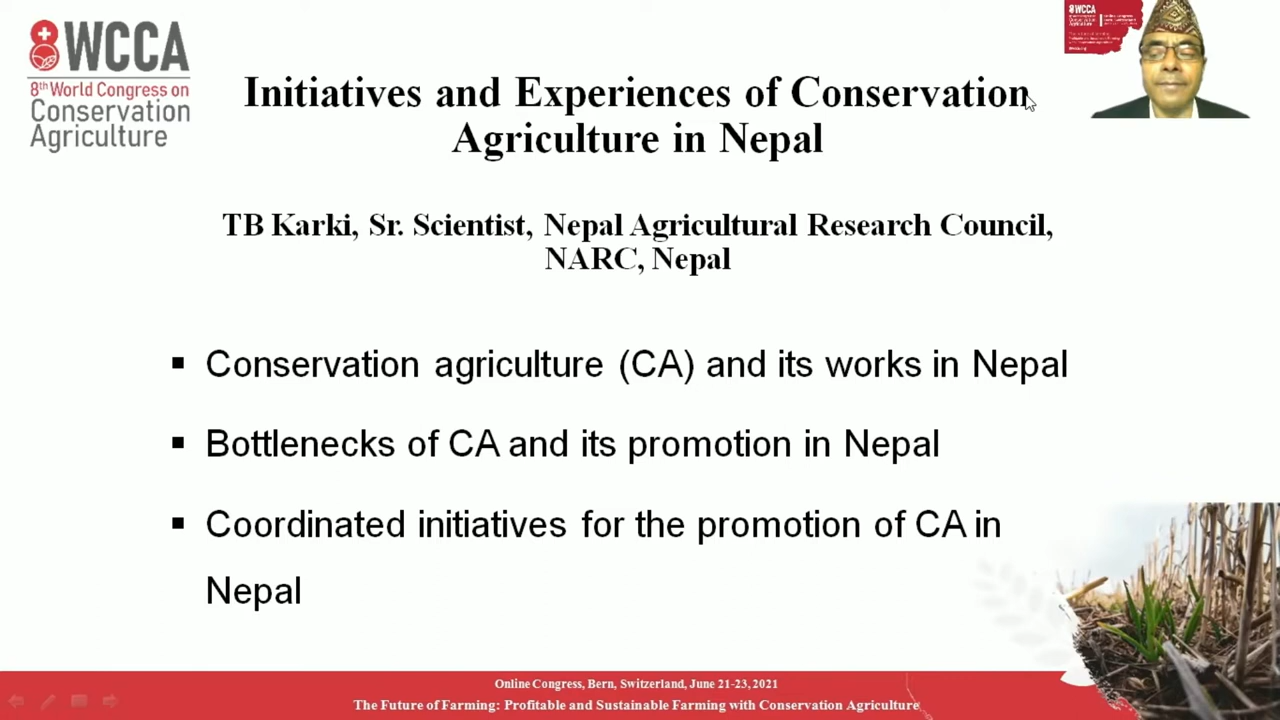 WCCA
8th World Congress on
Conservation
Agriculture
Initiatives and Experiences of Conservation
Agriculture in Nepal
TB Karki, Sr. Scientist, Nepal Agricultural Research Council,
NARC, Nepal
▪ Conservation agriculture (CA) and its works in Nepal
▪ Bottlenecks of CA and its promotion in Nepal
▪ Coordinated initiatives for the promotion of CA in
Nepal
Online Congress, Bern, Switzerland, June 21-23, 2021
The Future of Farming: Profitable and Sustainable Farming with Conservation Agriculture
WCCA